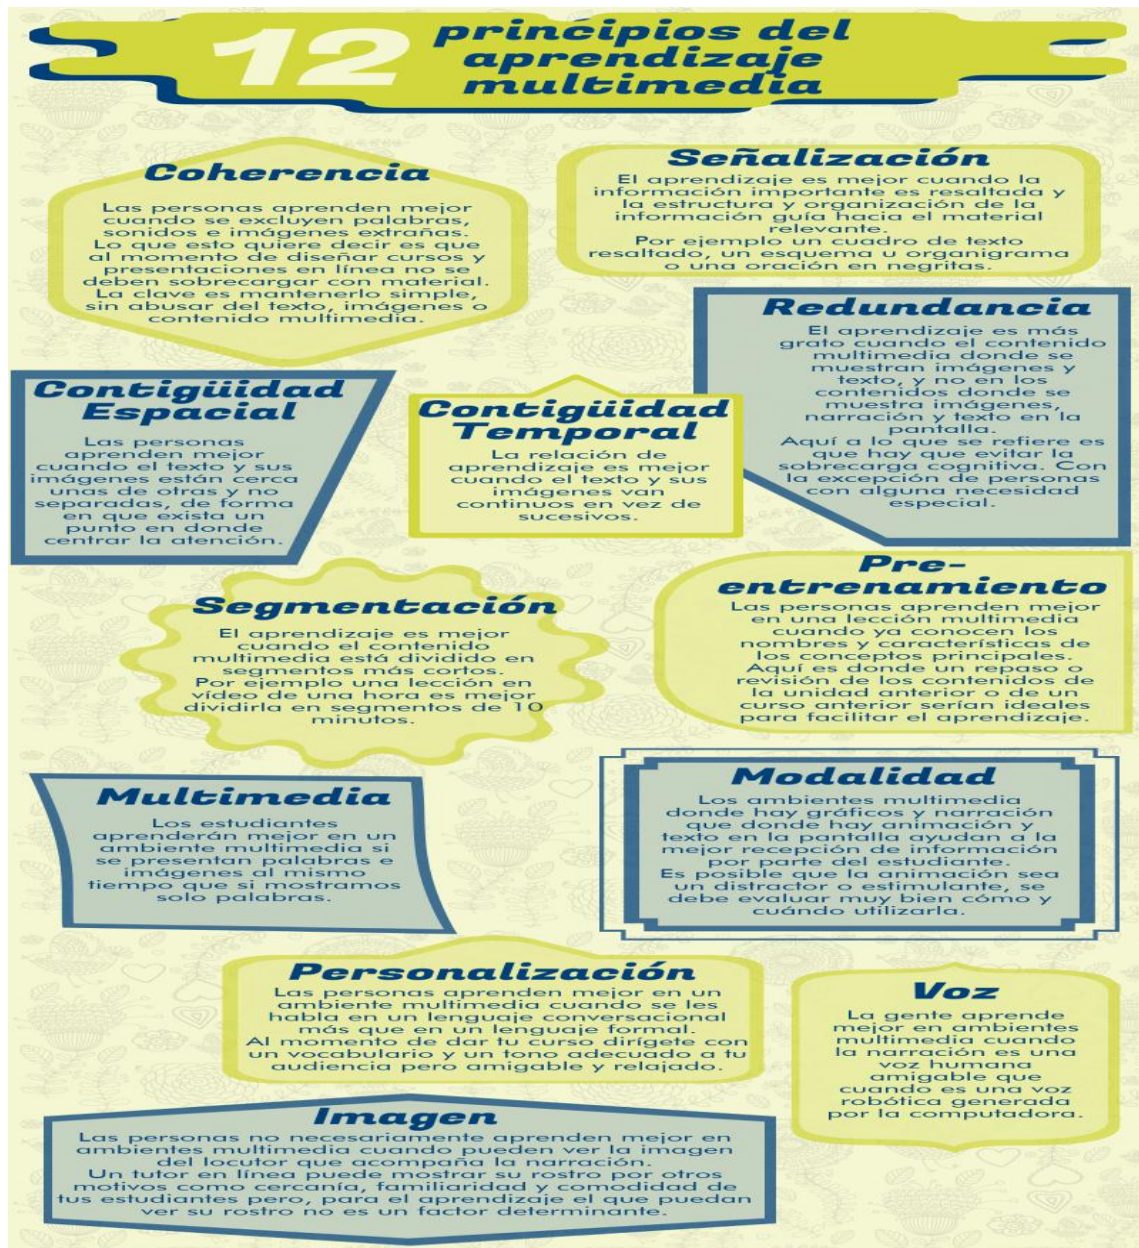 12 principios del
aprendizaje
multimedia
Coherencia
Las personas aprenden mejor
cuando se excluyen palabras,
sonidos e imágenes extrañas.
Lo que esto quiere decir es que
al momento de diseñar cursos y
presentaciones en línea no se
deben sobrecargar con material.
La clave es mantenerlo simple,
sin abusar del texto, imágenes o
contenido multimedia.
Señalización
El aprendizaje es mejor cuando la
información importante es resaltada y
la estructura y organización de la
información guía hacia el material
relevante.
Por ejemplo un cuadro de texto
resaltado, un esquema u organigrama
o una oración en negritas.
Redundancia
El aprendizaje es más
grato cuando el contenido
multimedia donde se
muestran imágenes y
texto, y no en los
contenidos donde se
muestra imágenes,
narración y texto en la
pantalla.
Aquí a lo que se refiere es
que hay que evitar la
sobrecarga cognitiva. Con
la excepción de personas
con alguna necesidad
especial.
Contigüidad
Espacial
Las personas
aprenden mejor
cuando el texto y sus
imágenes están cerca
unas de otras y no
separadas, de forma
en que exista un
punto en donde
centrar la atención.
Contigüidad
Temporal
La relación de
aprendizaje es mejor
cuando el texto y sus
imágenes van
continuos en vez de
sucesivos.
Segmentación
El aprendizaje es mejor
cuando el contenido
multimedia está dividido en
segmentos más cortos.
Por ejemplo una lección en
vídeo de una hora es mejor
dividirla en segmentos de 10
minutos.
Pre-
entrenamiento
Las personas aprenden mejor
en una lección multimedia
cuando ya conocen los
nombres y características de
los conceptos principales.
Aquí es donde un repaso o
revisión de los contenidos de
la unidad anterior o de un
curso anterior serían ideales
para facilitar el aprendizaje.
Multimedia
Los estudiantes
aprenderán mejor en un
ambiente multimedia si
se presentan palabras e
imágenes al mismo
tiempo que si mostramos
solo palabras.
Modalidad
Los ambientes multimedia
donde hay gráficos y narración
que donde hay animación y
texto en la pantalla ayudan a la
mejor recepción de información
por parte del estudiante.
Es posible que la animación sea
un distractor o estimulante, se
debe evaluar muy bien cómo y
cuándo utilizarla.
Personalización
Las personas aprenden mejor en un
ambiente multimedia cuando se les
habla en un lenguaje conversacional
más que en un lenguaje formal.
Al momento de dar tu curso dirígete con
un vocabulario y un tono adecuado a tu
audiencia pero amigable y relajado.
Voz
La gente aprende
mejor en ambientes
multimedia cuando
la narración es una
voz humana
amigable que
cuando es una voz
robótica generada
por la computadora.
Imagen
Las personas no necesariamente aprenden mejor en
ambientes multimedia cuando pueden ver la imagen
del locutor que acompaña la narración.
Un tutor en línea puede mostrar su rostro por otros
motivos como cercanía, familiaridad y comodidad de
tus estudiantes pero, para el aprendizaje el que puedan
ver su rostro no es un factor determinante.